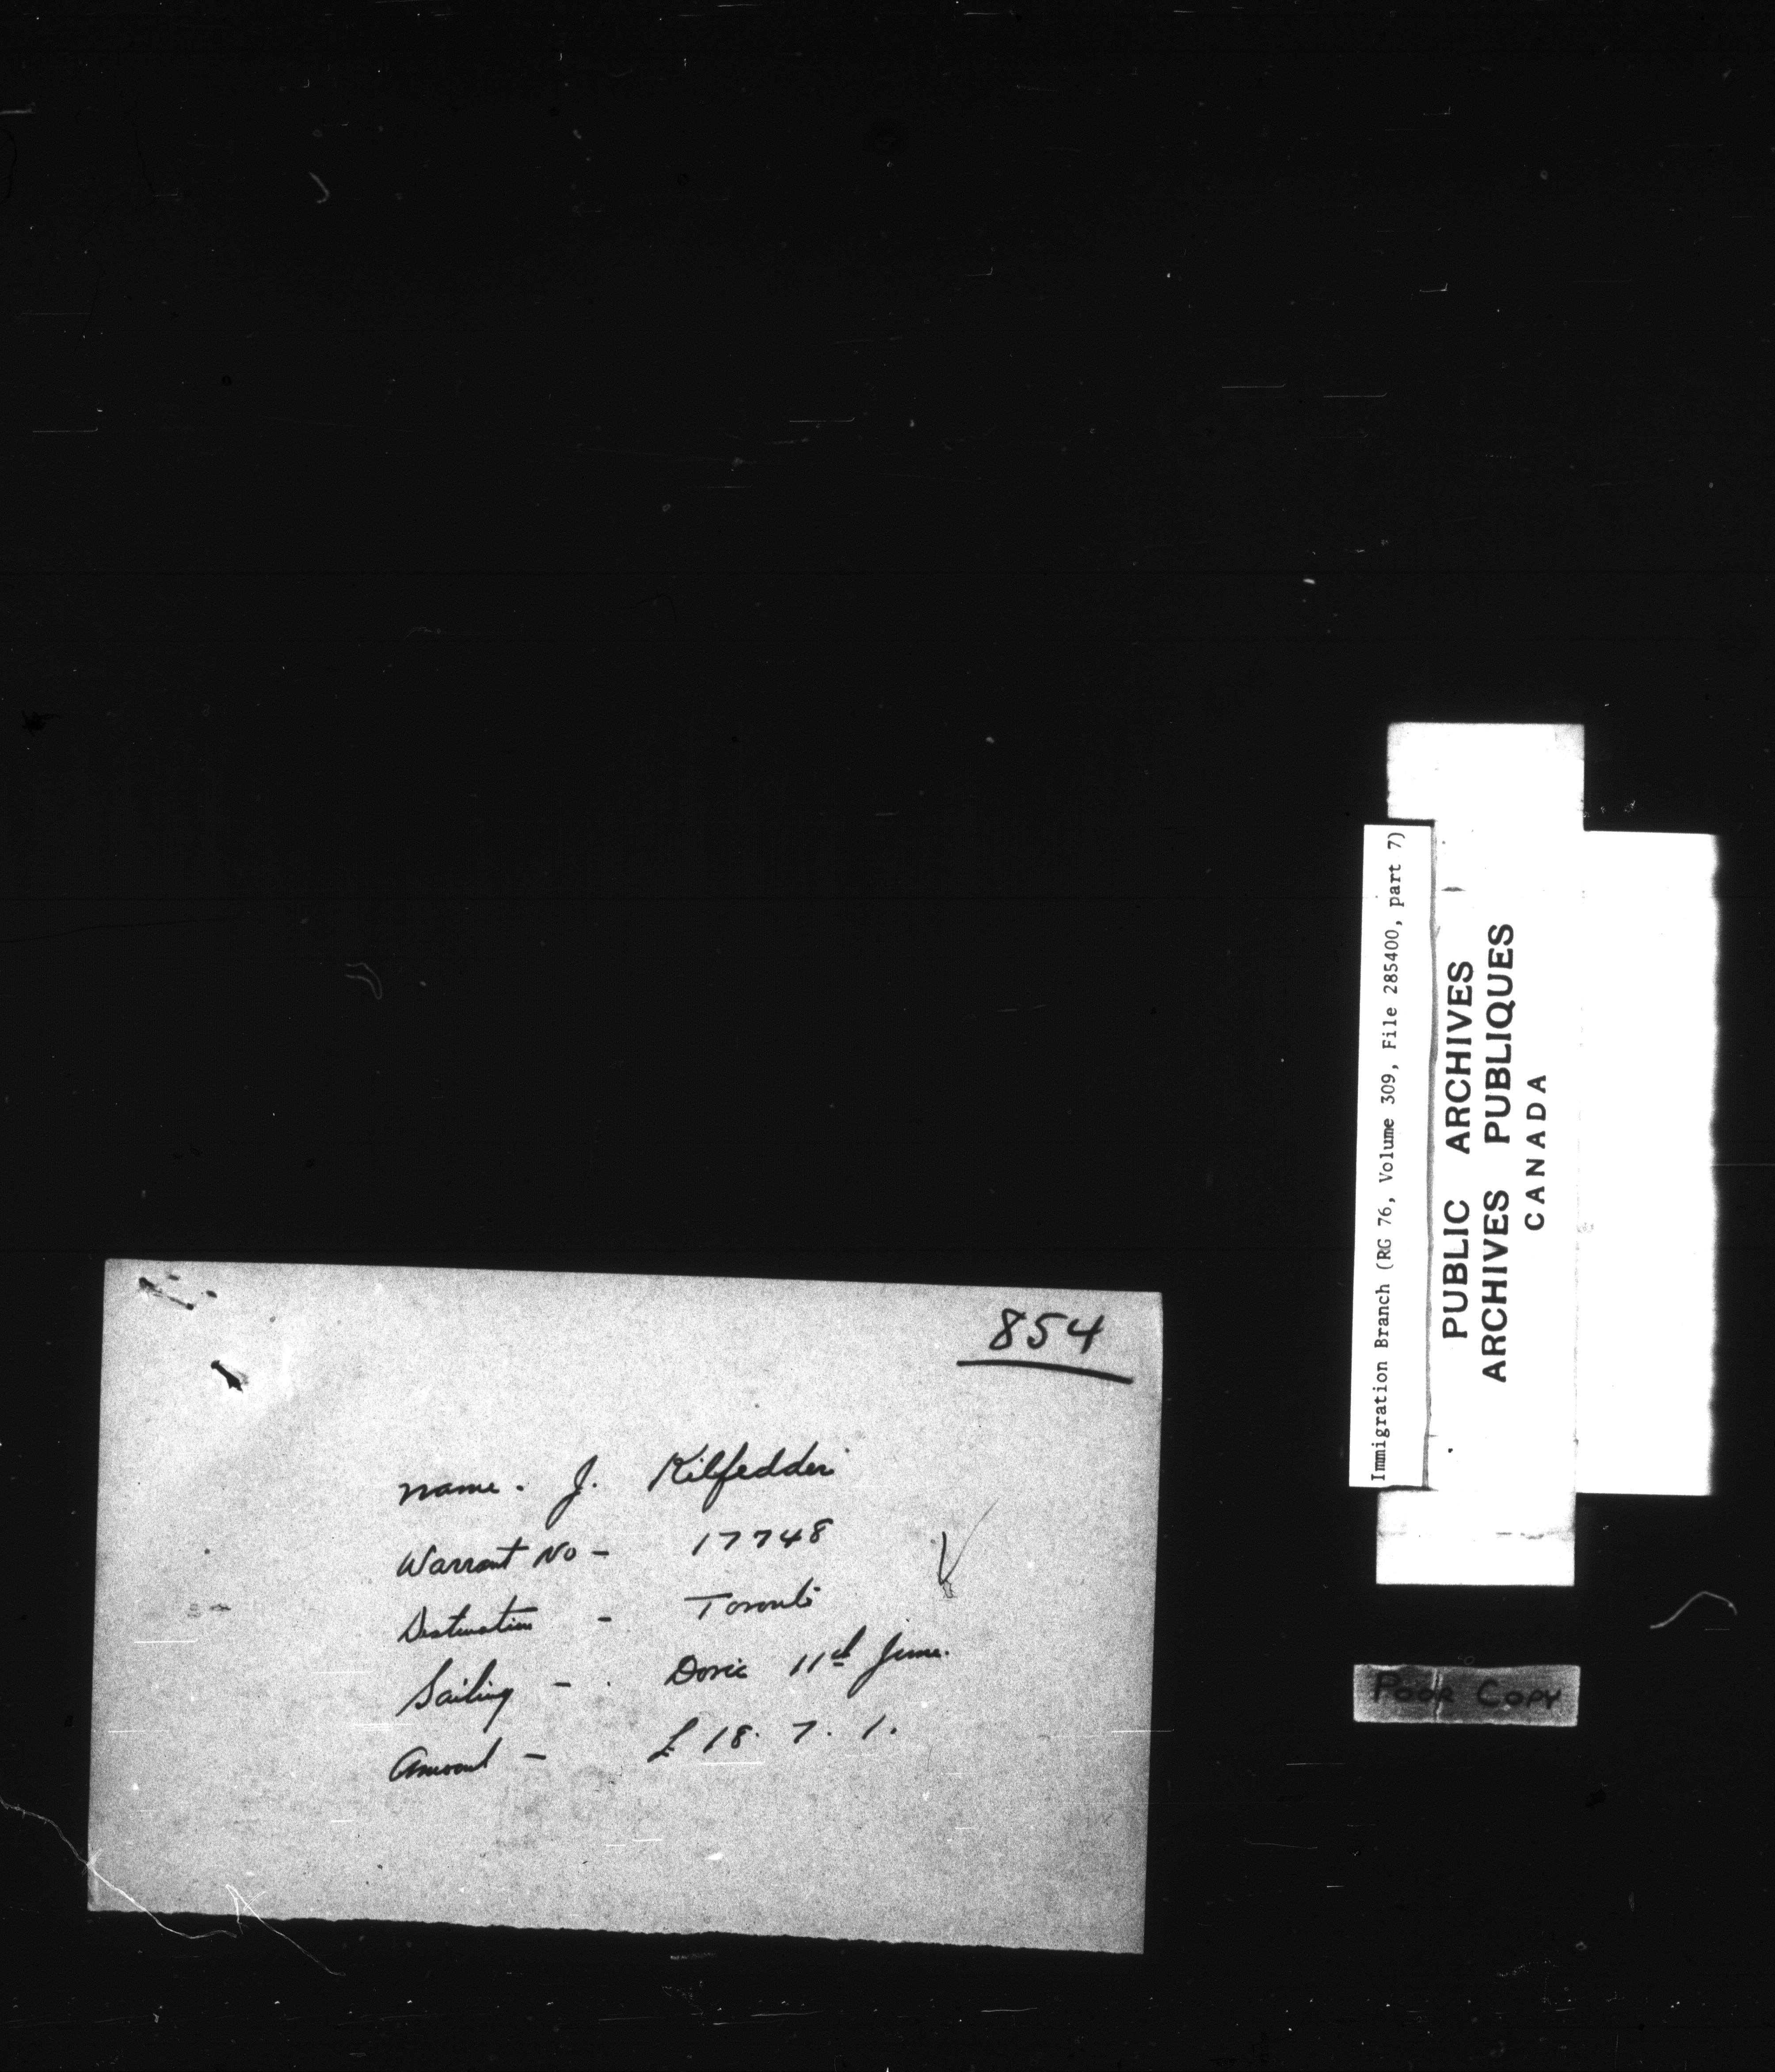 854
Name. J. Kilfedder
Warrant No - 17748
Destination - Toronto
Sailing - . Doric 11th June.
Amount - £ 18. 7. 1.
Immigration Branch (RG 76, Volume 309, File 285400, part 7)
PUBLIC ARCHIVES
ARCHIVES PUBLIQUES
CANADA
POOR COPY